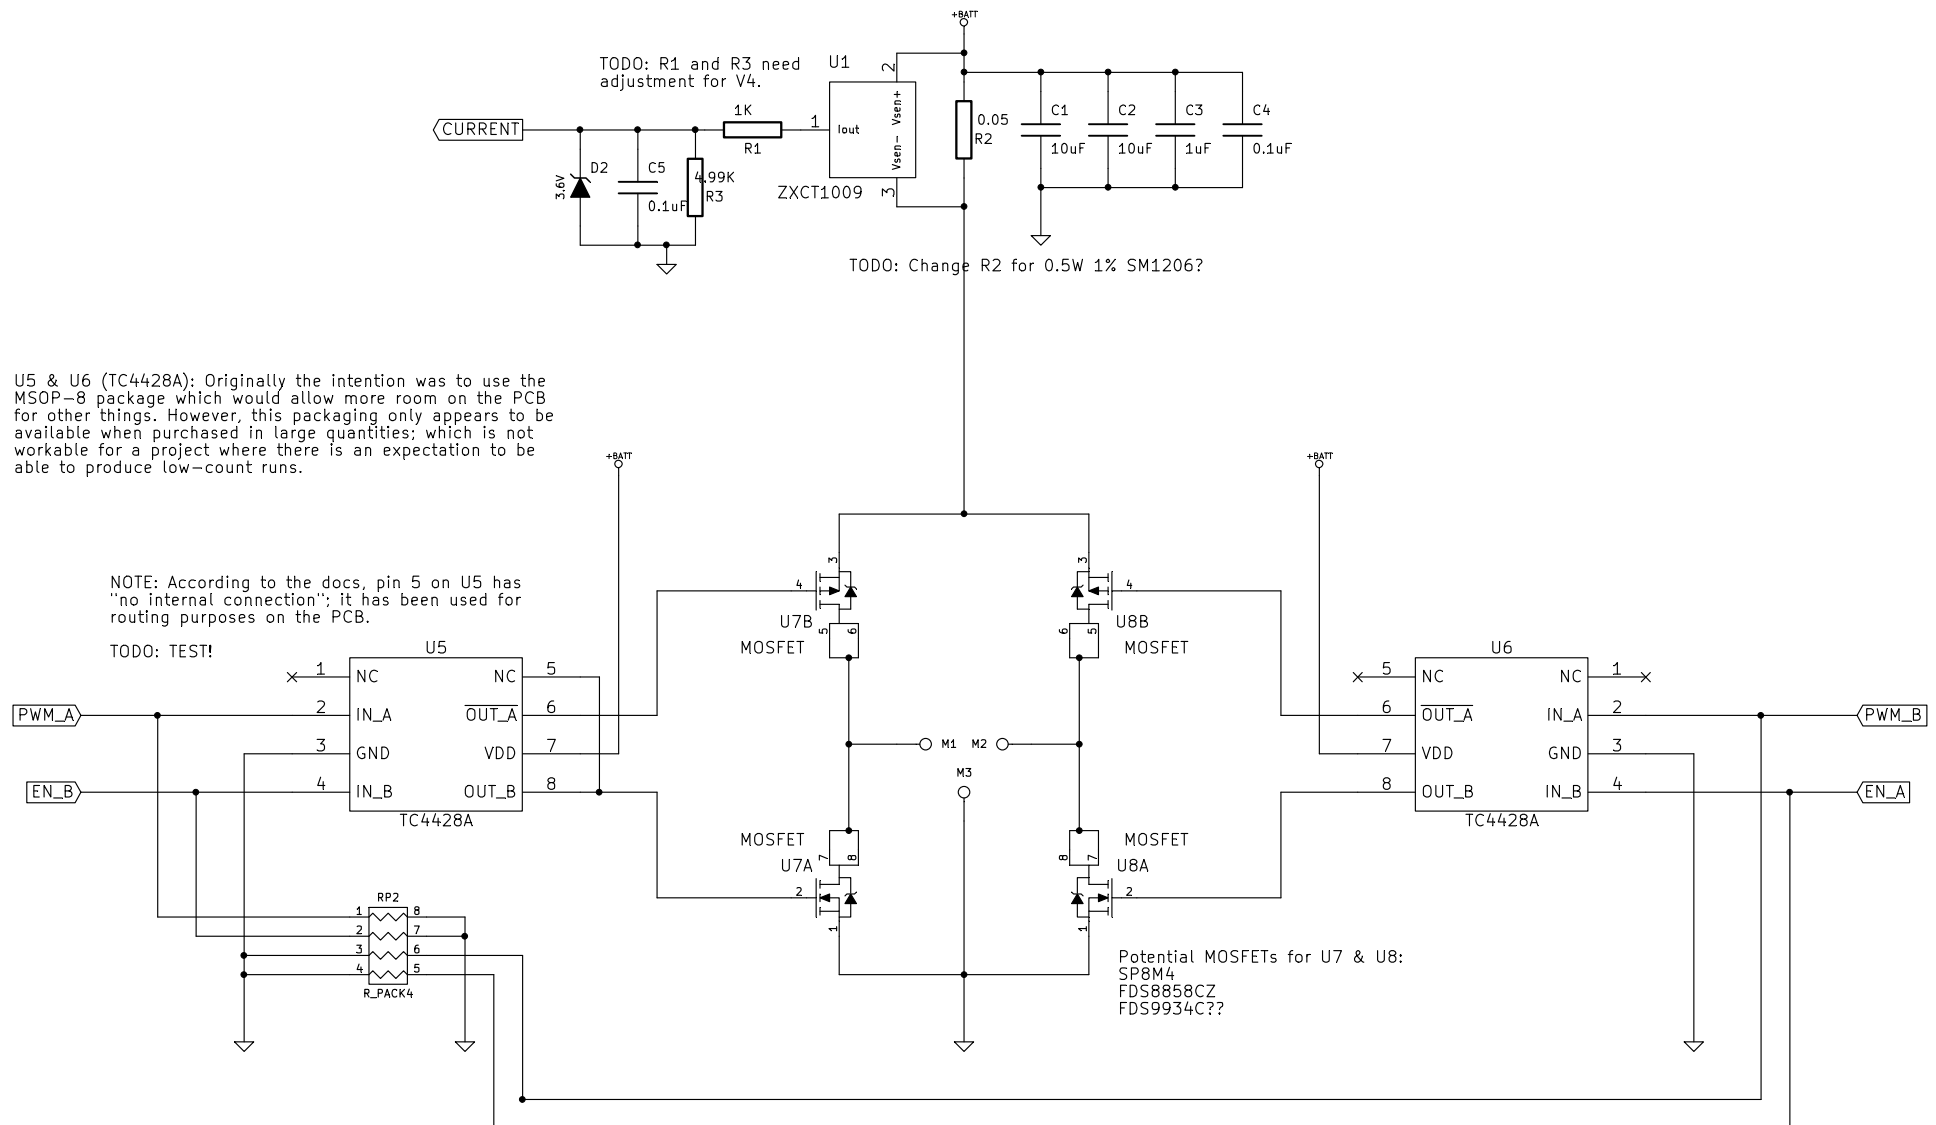 +BATT
TODO: R1 and R3 need
adjustment for V4.
U1
2
Vsen+
Vsen-
1
Iout
3
ZXCT1009
CURRENT
1K
R1
0.05
R2
C1
10uF
C2
10uF
C3
1uF
C4
0.1uF
D2
3.6V
C5
0.1uF
4.99K
R3
TODO: Change R2 for 0.5W 1% SM1206?
U5 & U6 (TC4428A): Originally the intention was to use the
MSOP-8 package which would allow more room on the PCB
for other things. However, this packaging only appears to be
available when purchased in large quantities; which is not
workable for a project where there is an expectation to be
able to produce low-count runs.
+BATT
+BATT
NOTE: According to the docs, pin 5 on U5 has
"no internal connection"; it has been used for
routing purposes on the PCB.
TODO: TEST!
U5
1
NC
NC
5
PWM_A
2
IN_A
OUT_A
6
3
GND
VDD
7
EN_B
4
IN_B
OUT_B
8
TC4428A
3
4
U7B
5
6
MOSFET
3
4
U8B
6
5
MOSFET
M1
M2
M3
MOSFET
7
8
U7A
2
1
MOSFET
8
7
U8A
2
1
U6
5
NC
NC
1
6
OUT_A
IN_A
2
PWM_B
7
VDD
GND
3
8
OUT_B
IN_B
4
EN_A
TC4428A
RP2
1
8
2
7
3
6
4
5
R_PACK4
Potential MOSFETs for U7 & U8:
SP8M4
FDS8858CZ
FDS9934C??